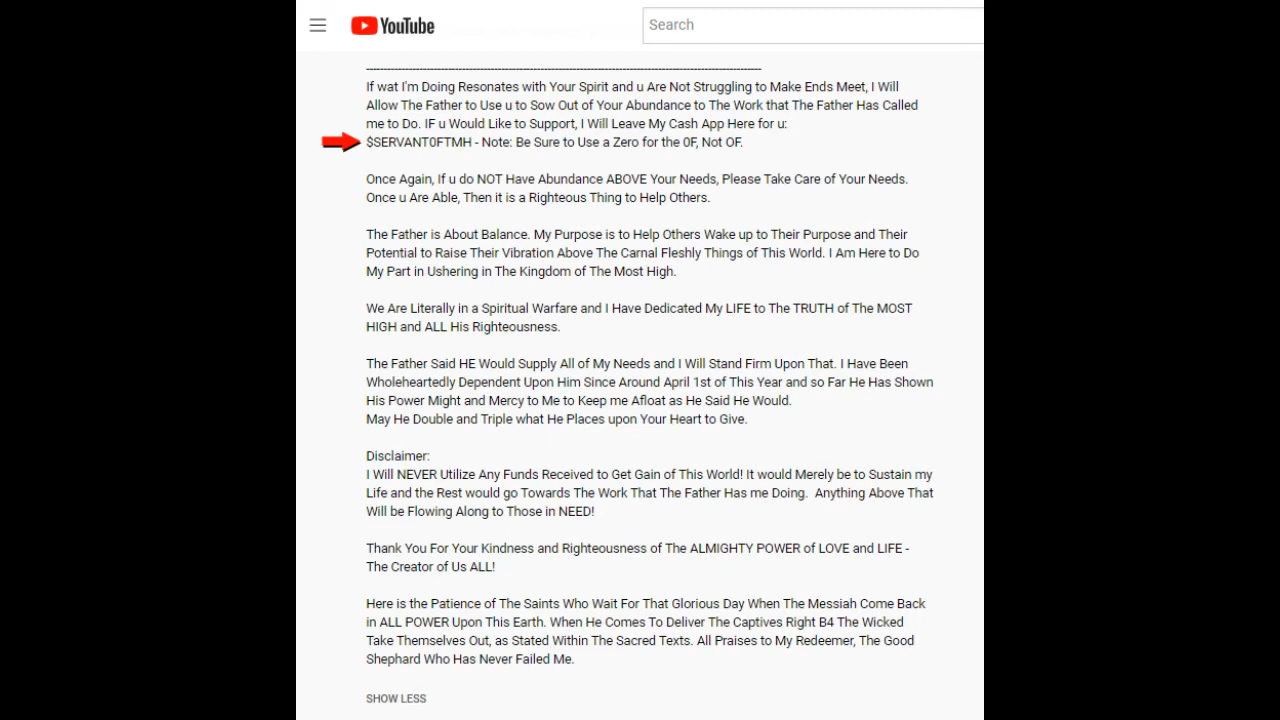 YouTube
Search
If wat I'm Doing Resonates with Your Spirit and u Are Not Struggling to Make Ends Meet, I Will
Allow The Father to Use u to Sow Out of Your Abundance to The Work that The Father Has Called
me to Do. IF u Would Like to Support, I Will Leave My Cash App Here for u:
$SERVANT0FTMH - Note: Be Sure to Use a Zero for the 0F, Not OF.
Once Again, If u do NOT Have Abundance ABOVE Your Needs, Please Take Care of Your Needs.
Once u Are Able, Then it is a Righteous Thing to Help Others.
The Father is About Balance. My Purpose is to Help Others Wake up to Their Purpose and Their
Potential to Raise Their Vibration Above The Carnal Fleshly Things of This World. I Am Here to Do
My Part in Ushering in The Kingdom of The Most High.
We Are Literally in a Spiritual Warfare and I Have Dedicated My LIFE to The TRUTH of The MOST
HIGH and ALL His Righteousness.
The Father Said HE Would Supply All of My Needs and I Will Stand Firm Upon That. I Have Been
Wholeheartedly Dependent Upon Him Since Around April 1st of This Year and so Far He Has Shown
His Power Might and Mercy to Me to Keep me Afloat as He Said He Would.
May He Double and Triple what He Places upon Your Heart to Give.
Disclaimer:
I Will NEVER Utilize Any Funds Received to Get Gain of This World! It would Merely be to Sustain my
Life and the Rest would go Towards The Work That The Father Has me Doing.  Anything Above That
Will be Flowing Along to Those in NEED!
Thank You For Your Kindness and Righteousness of The ALMIGHTY POWER of LOVE and LIFE -
The Creator of Us ALL!
Here is the Patience of The Saints Who Wait For That Glorious Day When The Messiah Come Back
in ALL POWER Upon This Earth. When He Comes To Deliver The Captives Right B4 The Wicked
Take Themselves Out, as Stated Within The Sacred Texts. All Praises to My Redeemer, The Good
Shephard Who Has Never Failed Me.
SHOW LESS